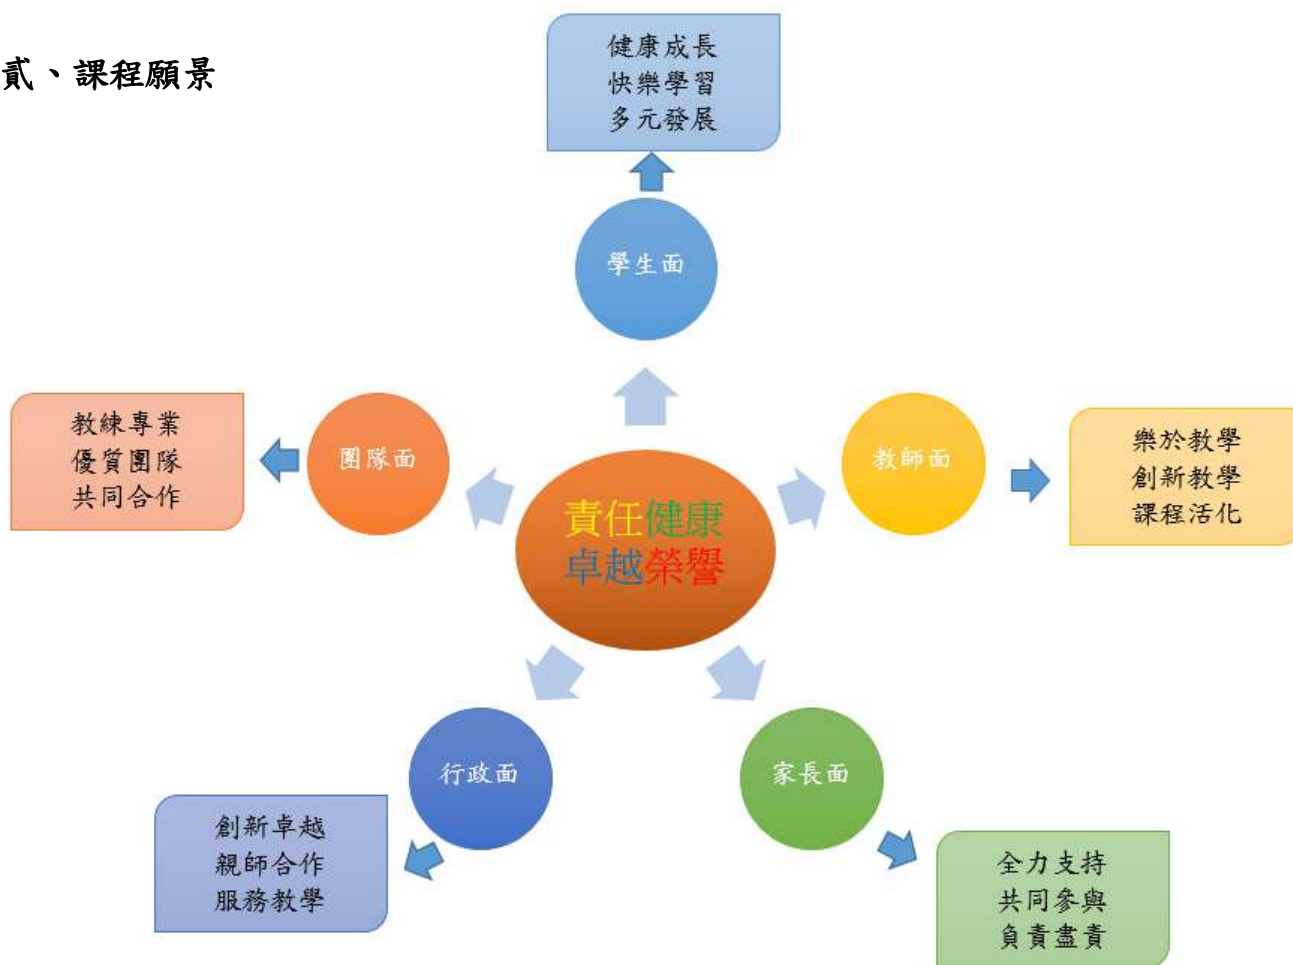 貳、課程願景
健康成長
快樂學習
多元發展
學生面
教練專業
優質團隊
共同合作
團隊面
教師面
樂於教學
創新教學
課程活化
責任健康
卓越榮譽
行政面
創新卓越
親師合作
服務教學
家長面
全力支持
共同參與
負責盡責